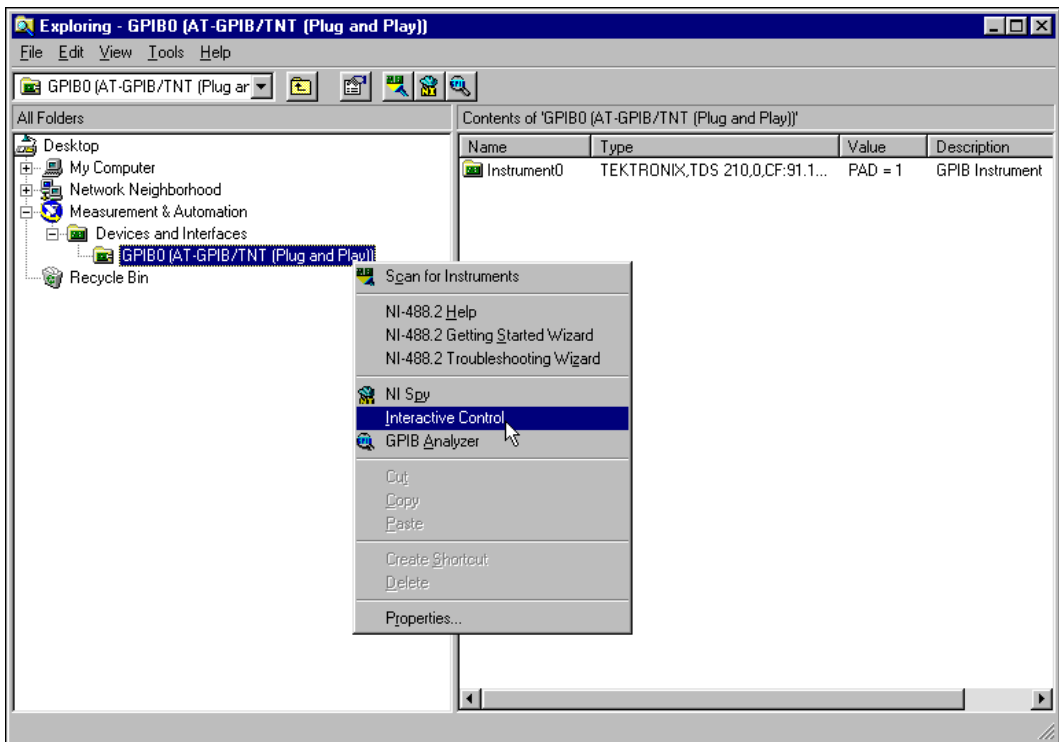 Exploring - GPIB0 (AT-GPIB/TNT (Plug and Play))
File Edit View Tools Help
GPIB0 (AT-GPIB/TNT (Plug ar
All Folders
Contents of 'GPIB0 (AT-GPIB/TNT (Plug and Play))'
Desktop
My Computer
Network Neighborhood
Measurement & Automation
Devices and Interfaces
GPIB0 (AT-GPIB/TNT (Plug and Play))
Recycle Bin
Name Type Value Description
Instrument0 TEKTRONIX,TDS 210,0,CF:91.1... PAD = 1 GPIB Instrument
Scan for Instruments
NI-488.2 Help
NI-488.2 Getting Started Wizard
NI-488.2 Troubleshooting Wizard
NI Spy
Interactive Control
GPIB Analyzer
Cut
Copy
Paste
Create Shortcut
Delete
Properties...